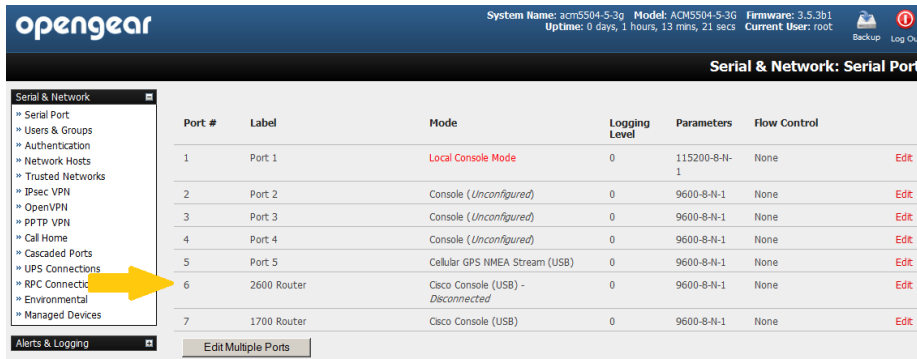 opengear
System Name: acm5504-5-3g Model: ACM5504-5-3G Firmware: 3.5.3b1
Uptime: 0 days, 1 hours, 13 mins, 21 secs Current User: root
Backup
Log Ou
Serial & Network: Serial Port
Serial & Network
» Serial Port
» Users & Groups
» Authentication
» Network Hosts
» Trusted Networks
» IPsec VPN
» OpenVPN
» PPTP VPN
» Call Home
» Cascaded Ports
» UPS Connections
» RPC Connectio
» Environmental
» Managed Devices
Alerts & Logging
Port # Label Mode Logging Level Parameters Flow Control
1 Port 1 Local Console Mode 0 115200-8-N-1 None Edit
2 Port 2 Console (Unconfigured) 0 9600-8-N-1 None Edit
3 Port 3 Console (Unconfigured) 0 9600-8-N-1 None Edit
4 Port 4 Console (Unconfigured) 0 9600-8-N-1 None Edit
5 Port 5 Cellular GPS NMEA Stream (USB) 0 9600-8-N-1 None Edit
6 2600 Router Cisco Console (USB) - Disconnected 0 9600-8-N-1 None Edit
7 1700 Router Cisco Console (USB) 0 9600-8-N-1 None Edit
Edit Multiple Ports